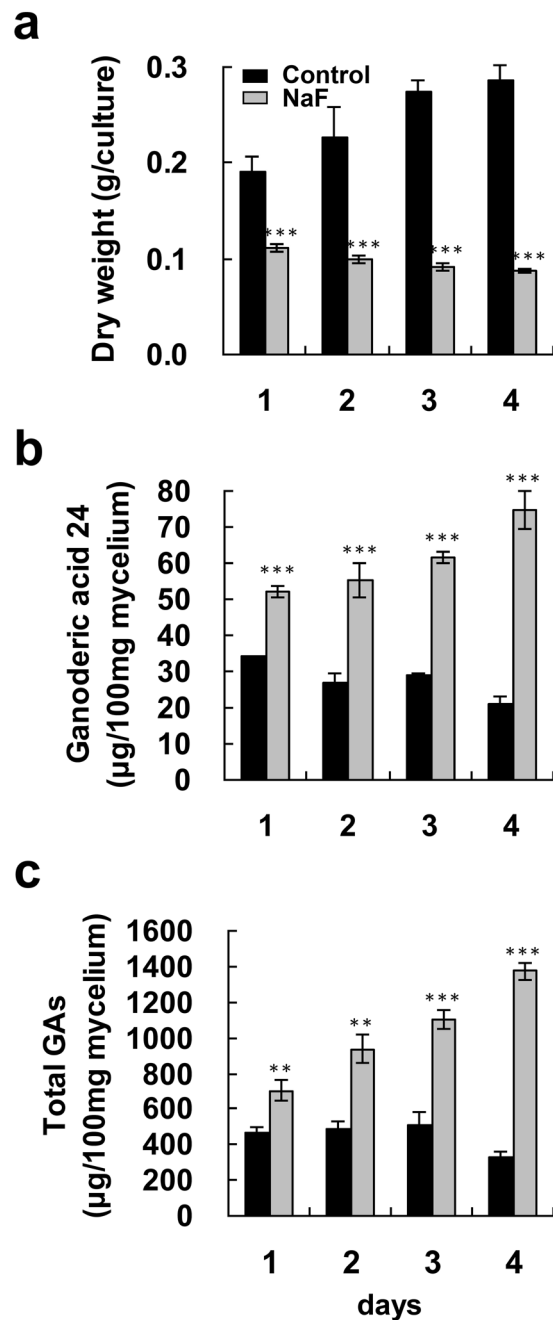 a
Dry weight (g/culture)
0.3
0.2
0.1
0.0
Control
NaF
***
***
***
***
1 2 3 4
b
Ganoderic acid 24
(µg/100mg mycelium)
80
70
60
50
40
30
20
10
0
***
***
***
***
1 2 3 4
c
Total GAs
(µg/100mg mycelium)
1600
1400
1200
1000
800
600
400
200
0
**
**
***
***
1 2 3 4
days